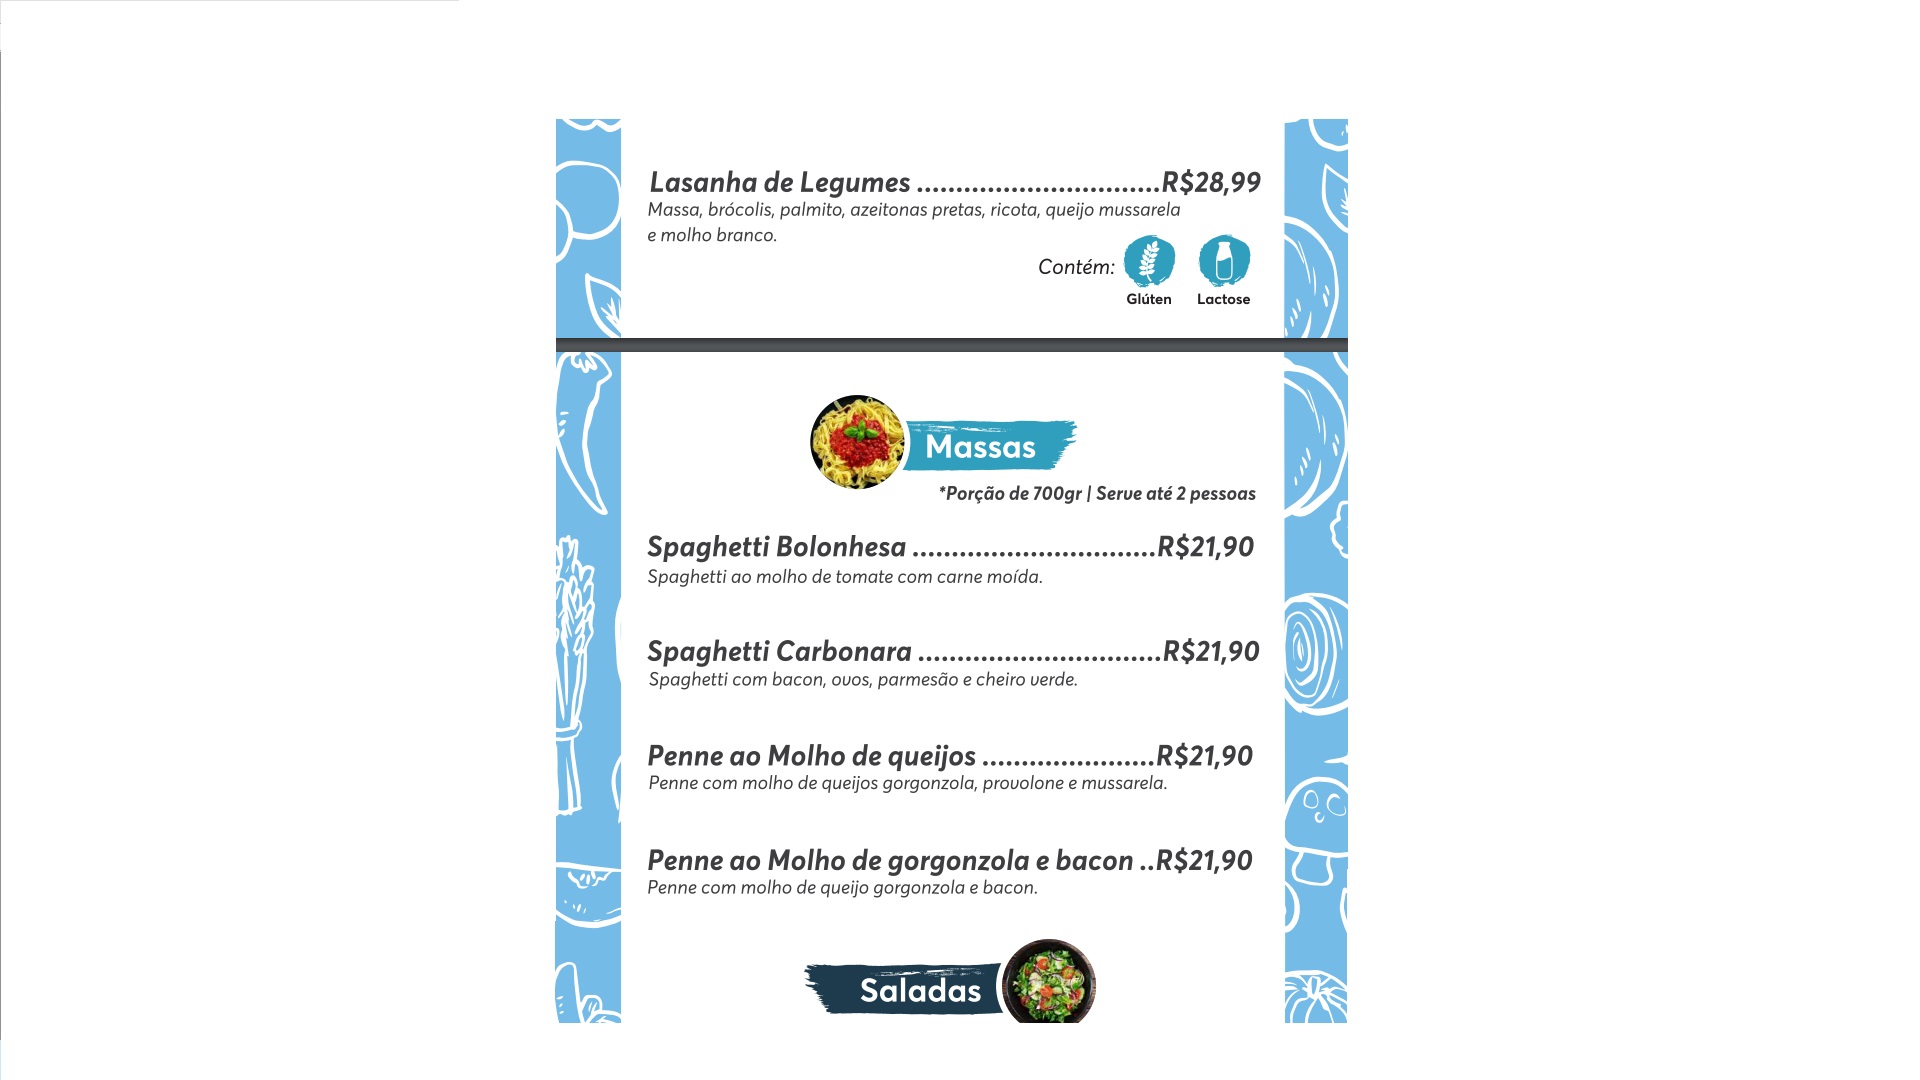 Lasanha de Legumes ...............................R$28,99
Massa, brócolis, palmito, azeitonas pretas, ricota, queijo mussarela
e molho branco.
Contém:
Glúten Lactose
Massas
*Porção de 700gr | Serve até 2 pessoas
Spaghetti Bolonhesa ...............................R$21,90
Spaghetti ao molho de tomate com carne moída.
Spaghetti Carbonara ...............................R$21,90
Spaghetti com bacon, ovos, parmesão e cheiro verde.
Penne ao Molho de queijos ......................R$21,90
Penne com molho de queijos gorgonzola, provolone e mussarela.
Penne ao Molho de gorgonzola e bacon ..R$21,90
Penne com molho de queijo gorgonzola e bacon.
Saladas